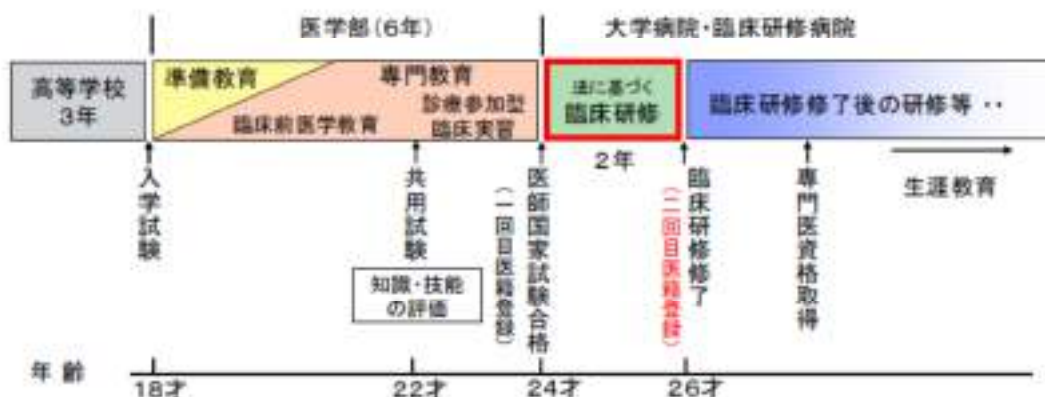 医学部(6年)
大学病院・臨床研修病院
高等学校
3年
準備教育
専門教育
臨床前医学教育
診療参加型
臨床実習
法に基づく
臨床研修
臨床研修修了後の研修等 ‥
2年
生涯教育
入学試験
共用試験
知識・技能
の評価
(一回目医籍登録)
医師国家試験合格
(二回目医籍登録)
臨床研修修了
専門医資格取得
年齢
18才
22才
24才
26才